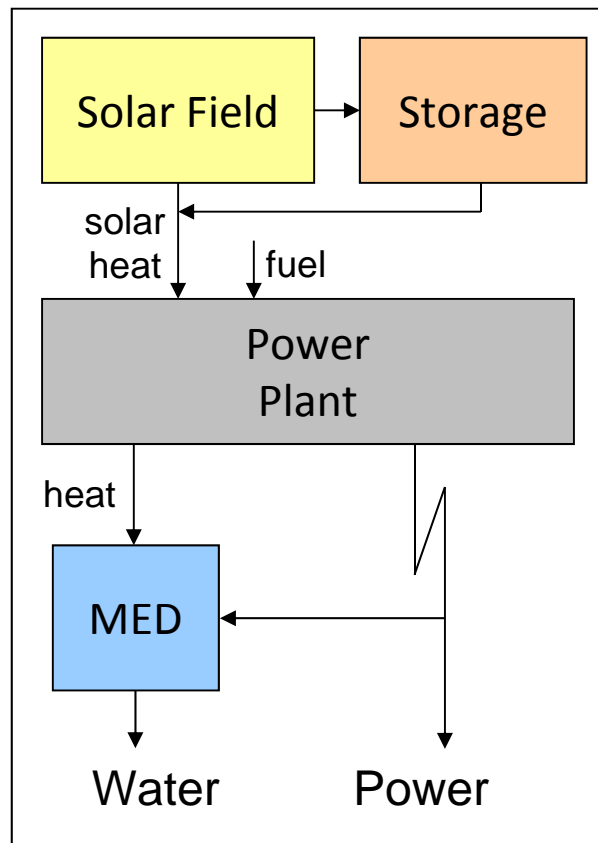 Solar Field
Storage
solar
heat
fuel
Power
Plant
heat
MED
Water
Power